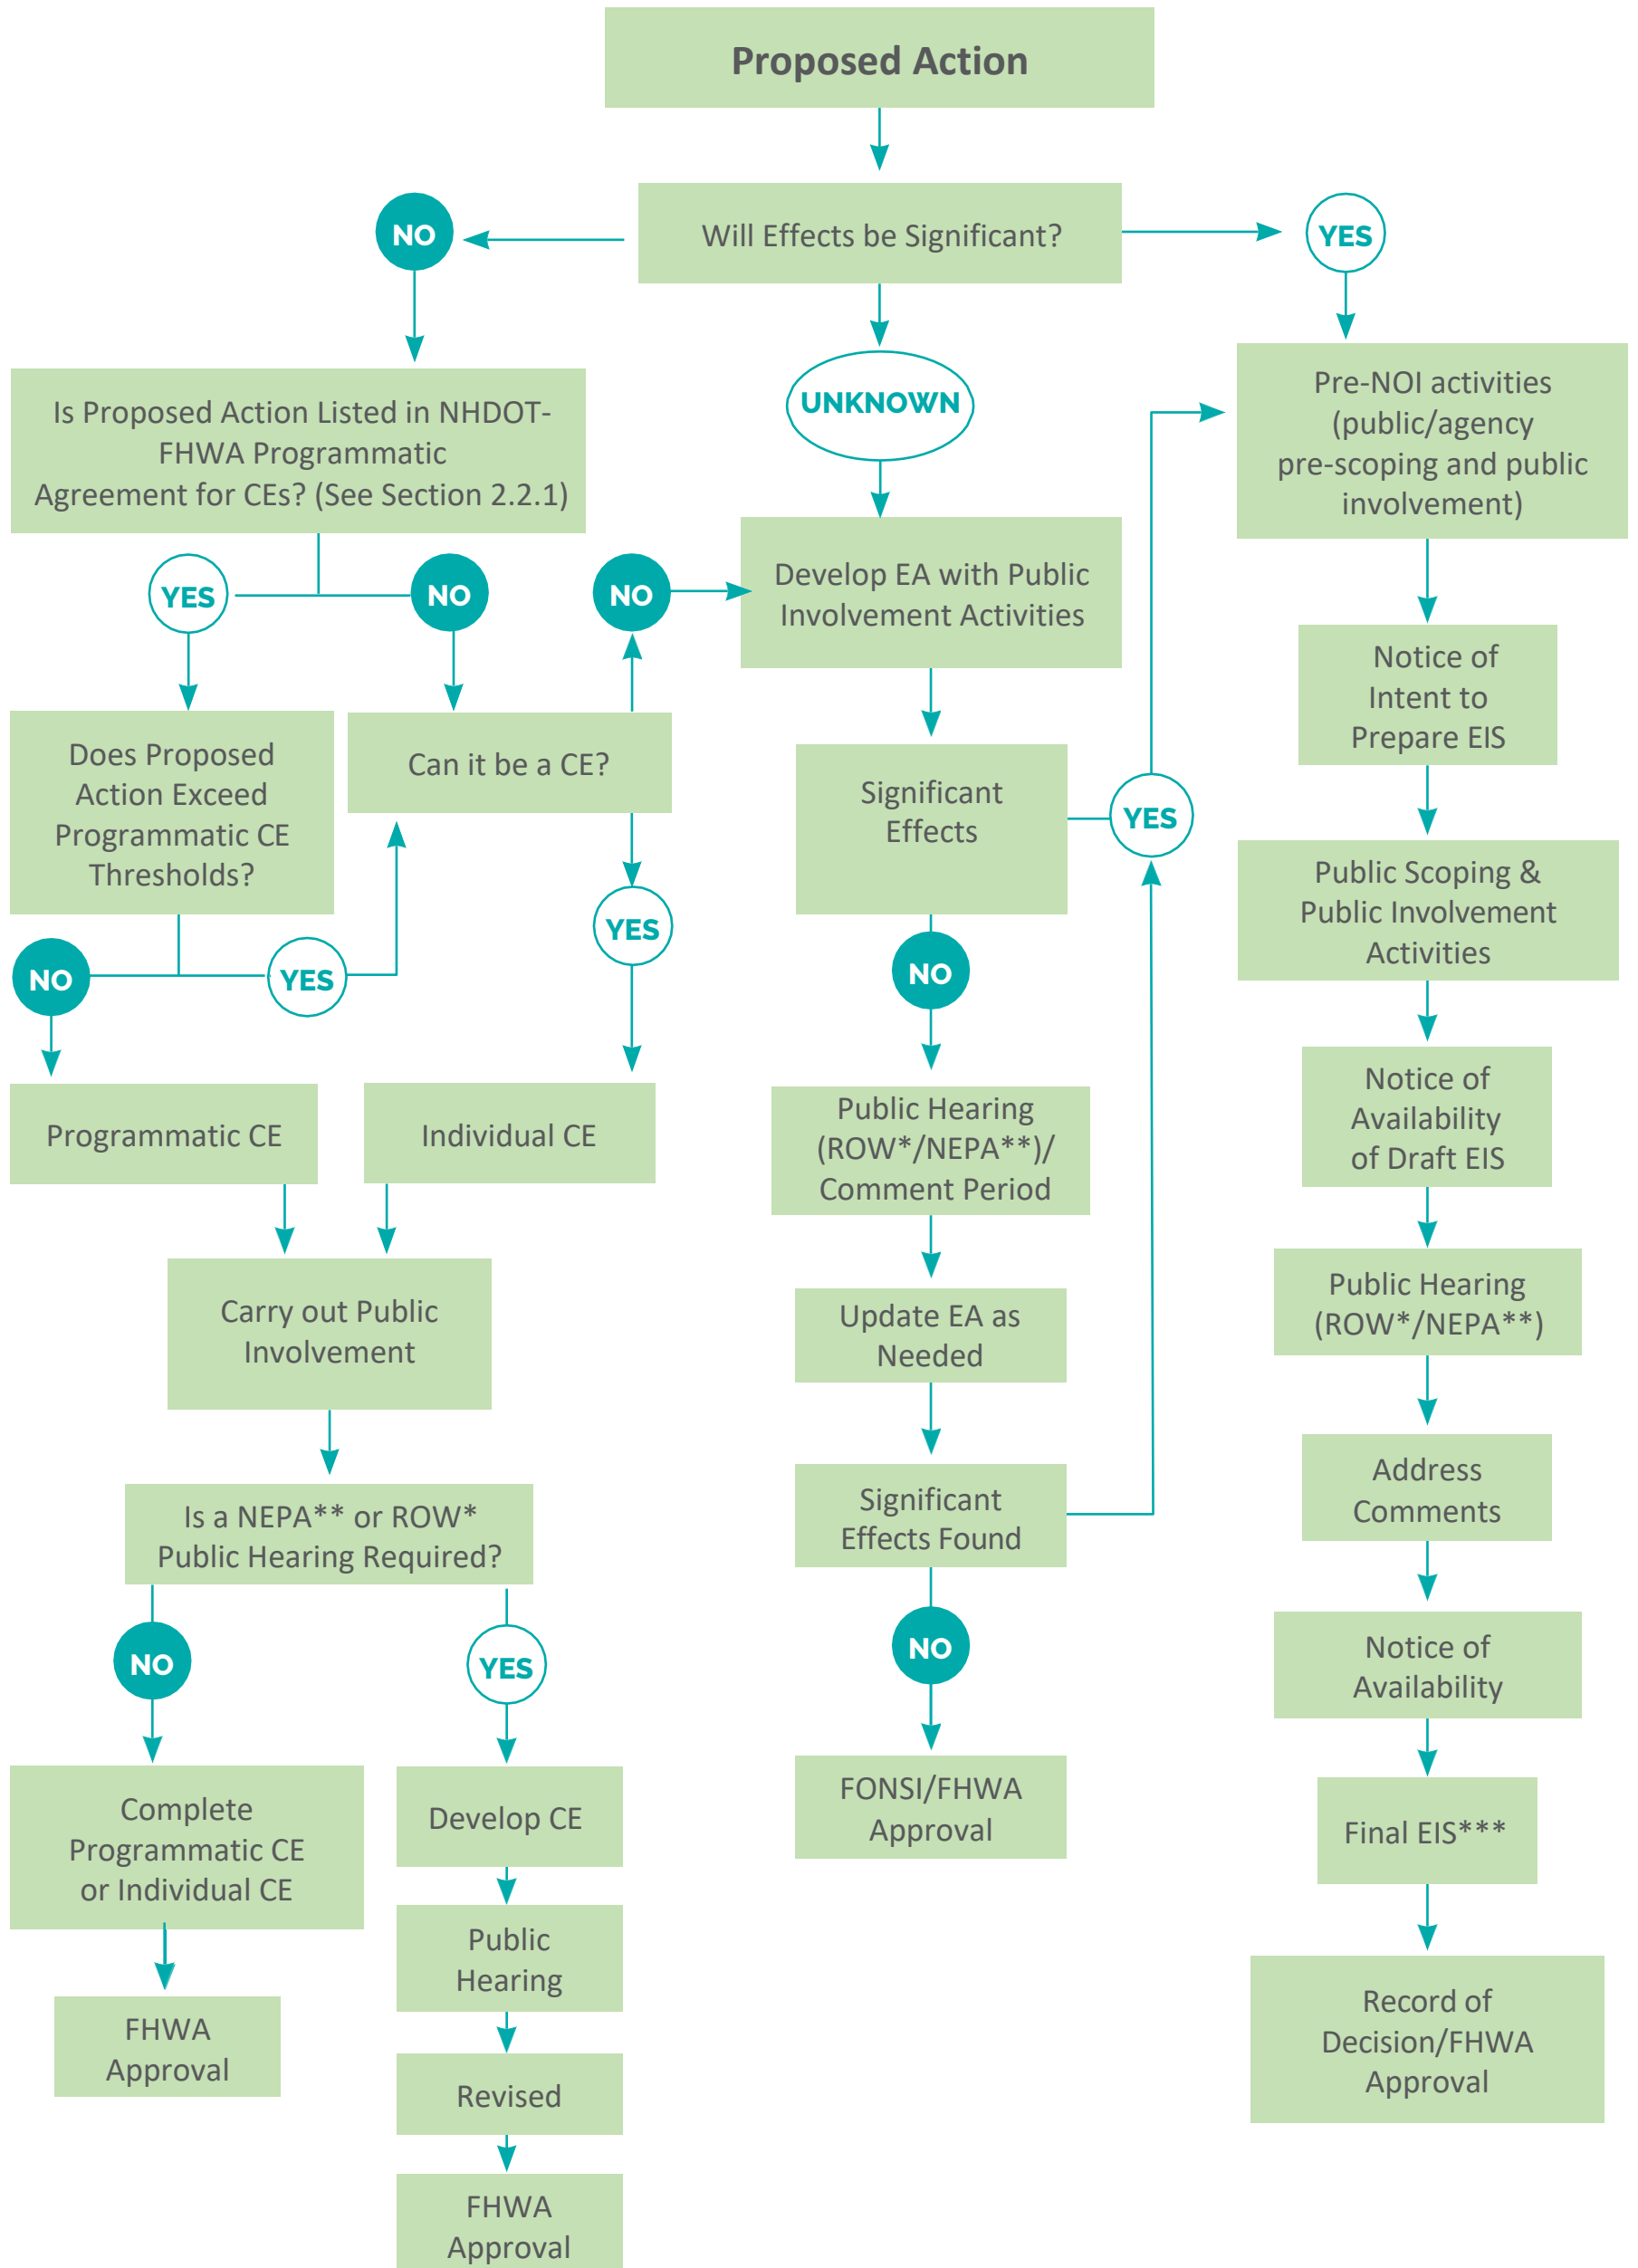 Proposed Action
Will Effects be Significant?
NO
YES
UNKNOWN
Is Proposed Action Listed in NHDOT-
FHWA Programmatic
Agreement for CEs? (See Section 2.2.1)
YES
NO
Does Proposed
Action Exceed
Programmatic CE
Thresholds?
NO
YES
Can it be a CE?
NO
YES
Programmatic CE
Individual CE
Carry out Public
Involvement
Is a NEPA** or ROW*
Public Hearing Required?
NO
YES
Complete
Programmatic CE
or Individual CE
FHWA
Approval
Develop CE
Public
Hearing
Revised
FHWA
Approval
Develop EA with Public
Involvement Activities
Significant
Effects
YES
NO
Public Hearing
(ROW*/NEPA**)/
Comment Period
Update EA as
Needed
Significant
Effects Found
NO
FONSI/FHWA
Approval
Pre-NOI activities
(public/agency
pre-scoping and public
involvement)
Notice of
Intent to
Prepare EIS
Public Scoping &
Public Involvement
Activities
Notice of
Availability
of Draft EIS
Public Hearing
(ROW*/NEPA**)
Address
Comments
Notice of
Availability
Final EIS***
Record of
Decision/FHWA
Approval